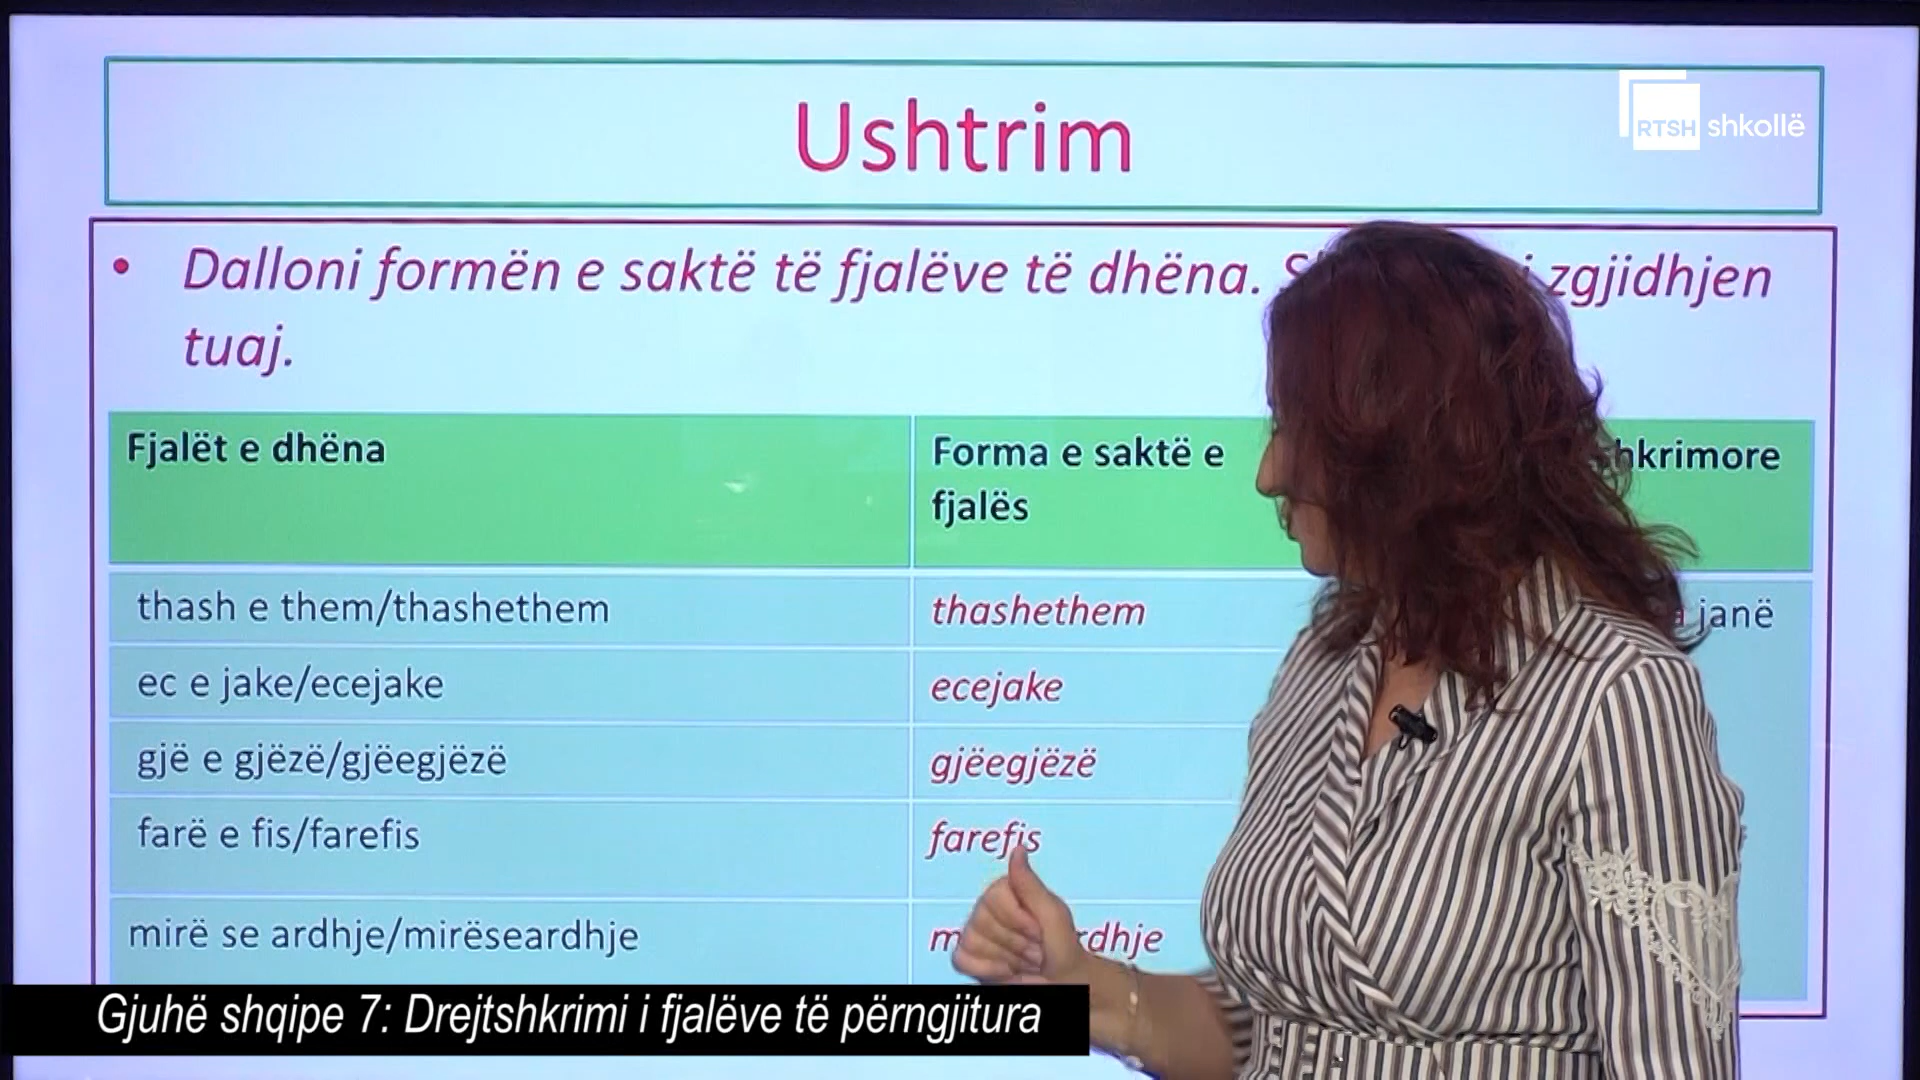 Ushtrim
RTSH shkollë
• Dalloni formën e saktë të fjalëve të dhëna. zgjidhjen
tuaj.
Fjalët e dhëna
Forma e saktë e
fjalës
hkrimore
thash e them/thashethem
thashethem
janë
ec e jake/ecejake
ecejake
gjë e gjëzë/gjëegjëzë
gjëegjëzë
farë e fis/farefis
farefis
mirë se ardhje/mirëseardhje
rdhje
Gjuhë shqipe 7: Drejtshkrimi i fjalëve të përngjitura